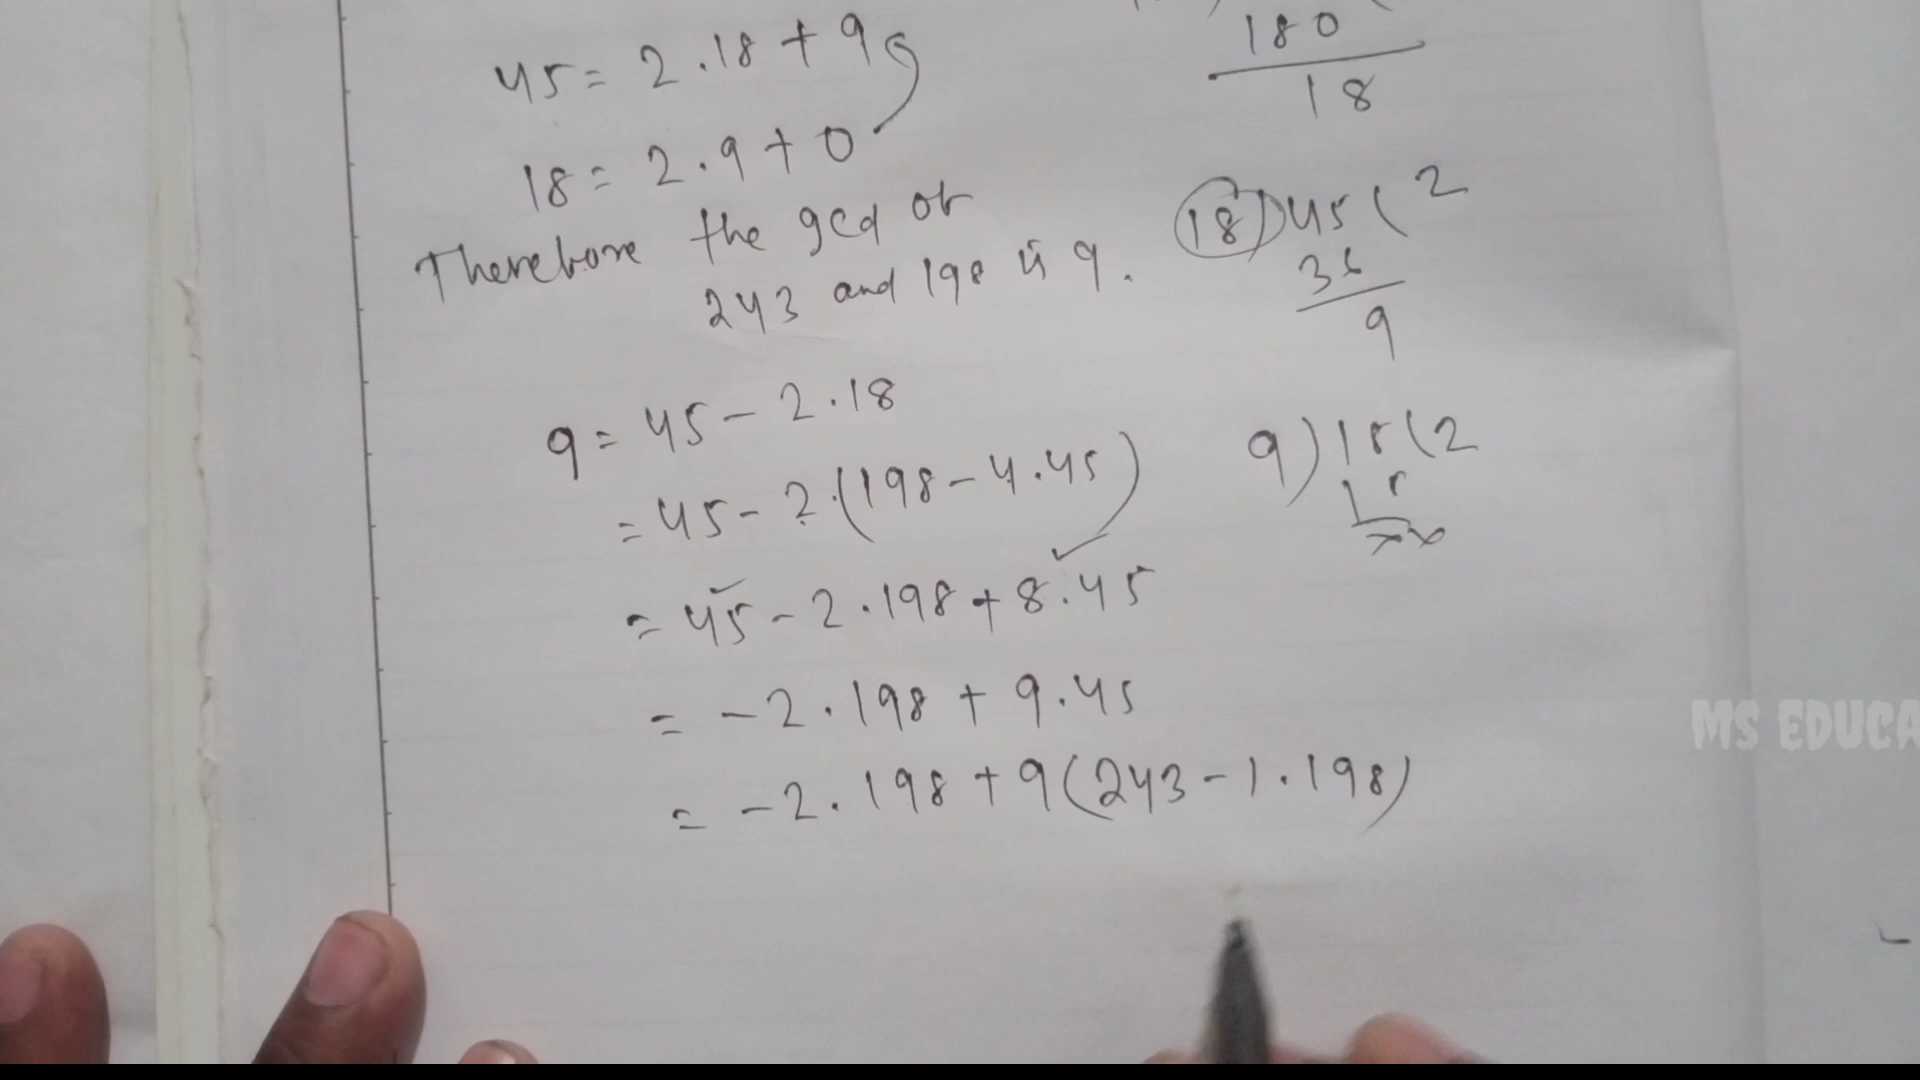 45 = 2.18 + 9
18 = 2.9 + 0
Therefore the gcd of
243 and 198 is 9.
9 = 45 - 2.18
= 45 - 2.(198 - 4.45)
= 45 - 2.198 + 8.45
= -2.198 + 9.45
= -2.198 + 9(243 - 1.198)
180
18
18)45(2
36
9
9)18(2
18
MS EDUCA